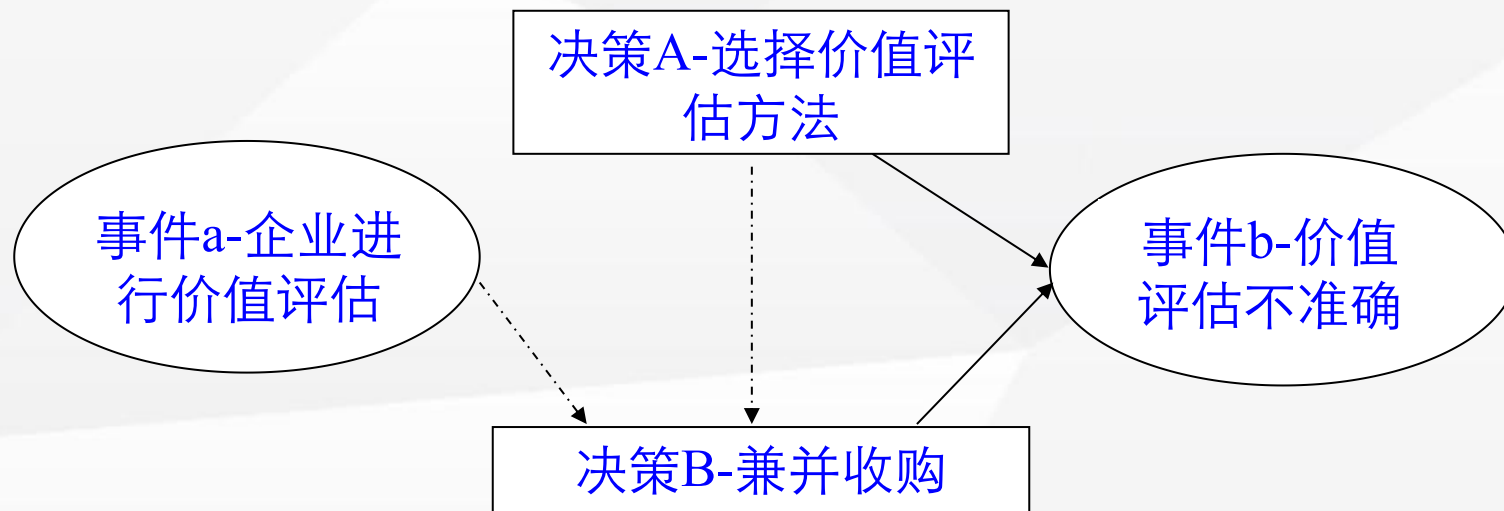 决策A-选择价值评
估方法
事件a-企业进
行价值评估
事件b-价值
评估不准确
决策B-兼并收购